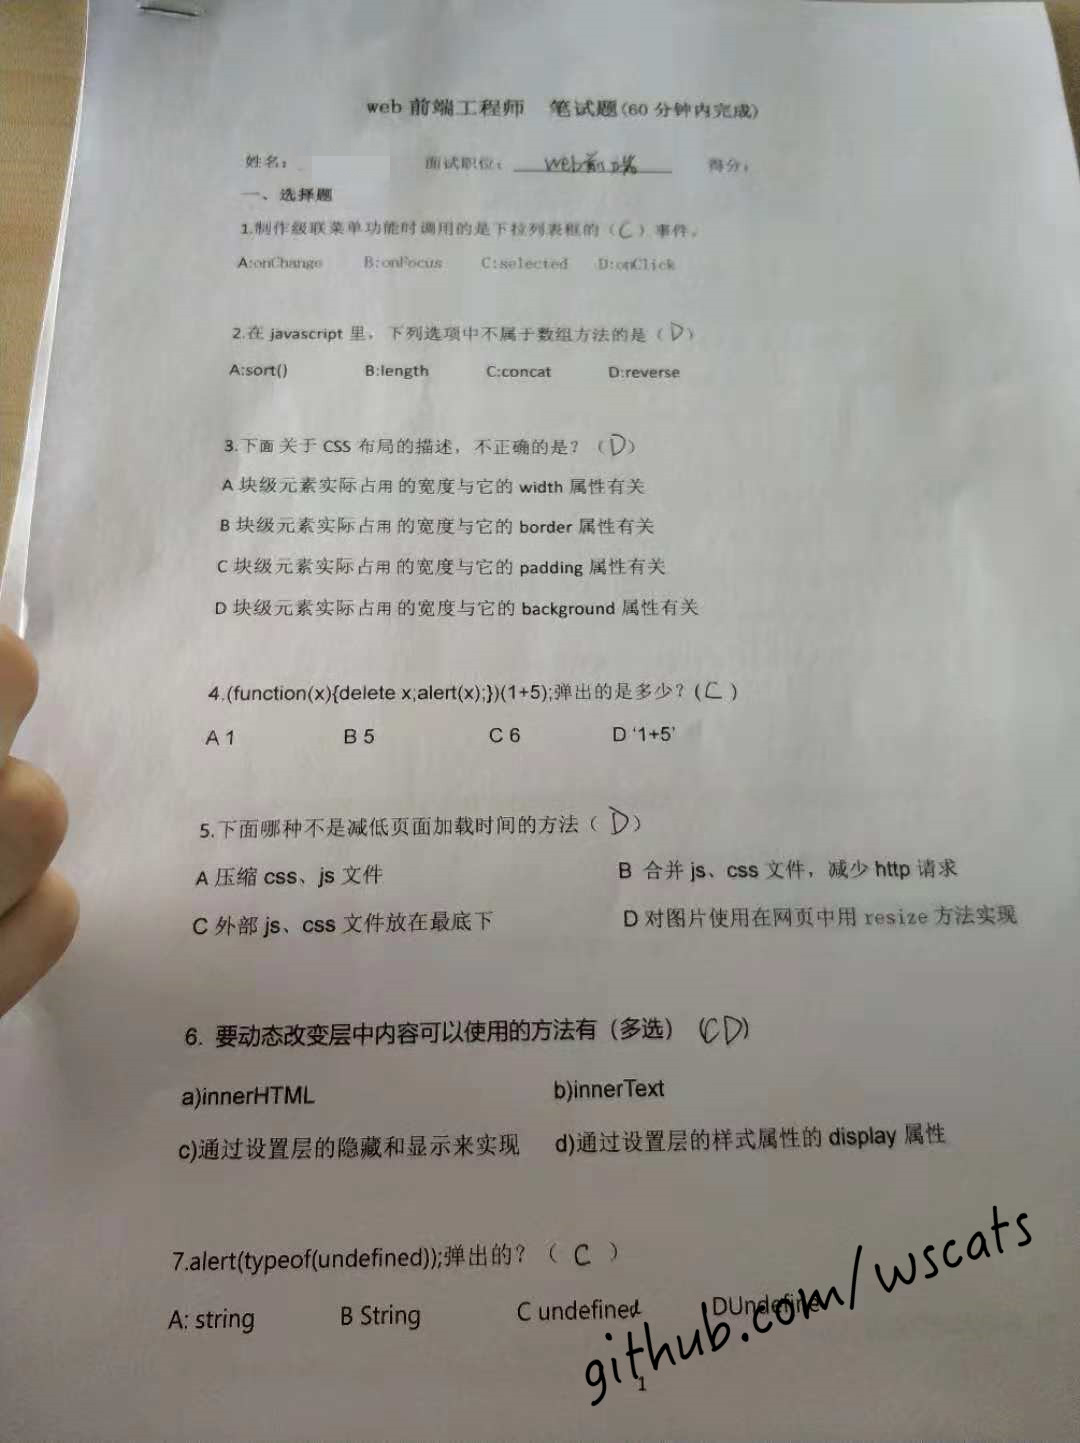 web 前端工程师 笔试题(60 分钟内完成)
姓名： 面试职位： web前端 得分：
一、选择题
1.制作级联菜单功能时调用的是下拉列表框的（C）事件。
A:onChange B:onFocus C:selected D:onClick
2.在 javascript 里，下列选项中不属于数组方法的是（D）
A:sort() B:length C:concat D:reverse
3.下面关于 CSS 布局的描述，不正确的是？（D）
A 块级元素实际占用的宽度与它的 width 属性有关
B 块级元素实际占用的宽度与它的 border 属性有关
C 块级元素实际占用的宽度与它的 padding 属性有关
D 块级元素实际占用的宽度与它的 background 属性有关
4.(function(x){delete x;alert(x);})(1+5);弹出的是多少？(C)
A 1 B 5 C 6 D ‘1+5’
5.下面哪种不是减低页面加载时间的方法（D）
A 压缩 css、js 文件 B 合并 js、css 文件，减少 http 请求
C 外部 js、css 文件放在最底下 D 对图片使用在网页中用 resize 方法实现
6. 要动态改变层中内容可以使用的方法有（多选）（CD）
a)innerHTML b)innerText
c)通过设置层的隐藏和显示来实现 d)通过设置层的样式属性的 display 属性
7.alert(typeof(undefined));弹出的？（C）
A: string B String C undefined DUndefine
github.com/wscats
1